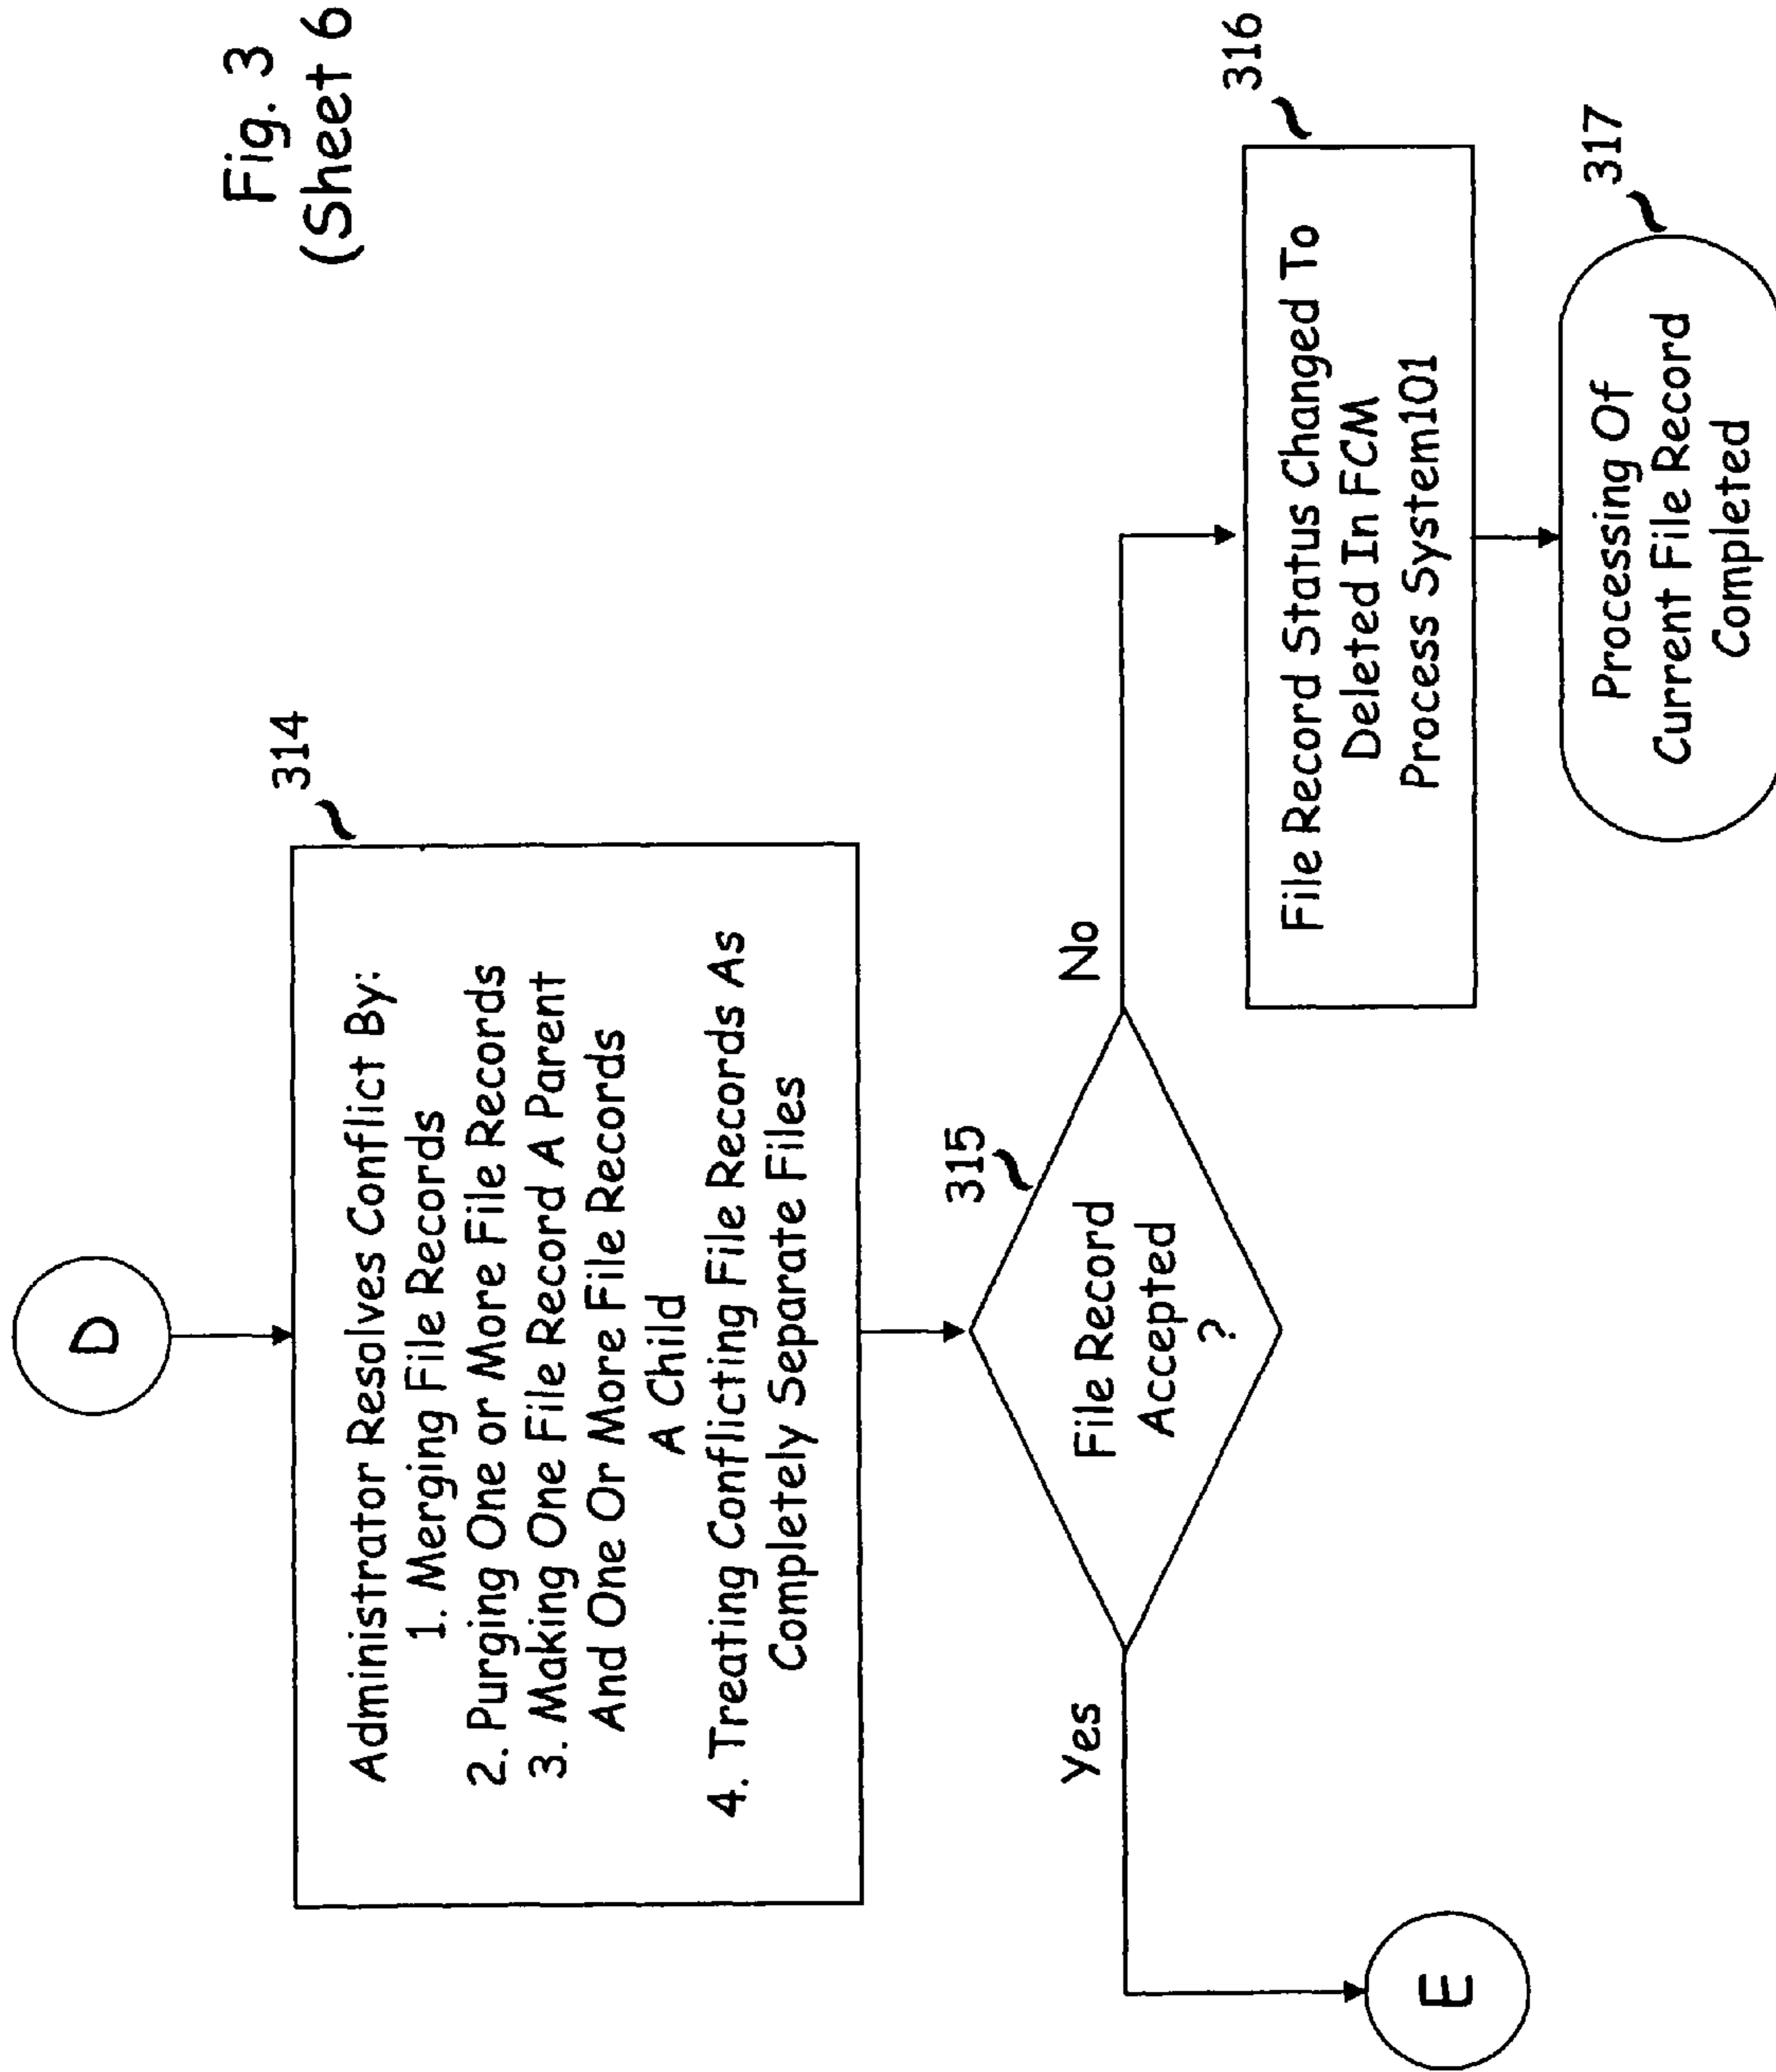 Fig. 3
(Sheet 6
D
314
Administrator Resolves Conflict By:
1. Merging File Records
2. Purging One or More File Records
3. Making One File Record A Parent
And One Or More File Records
A Child
4. Treating Conflicting File Records As
Completely Separate Files
315
File Record
Accepted
?
Yes
No
E
316
File Record Status Changed To
Deleted In FCM
Process System101
317
Processing Of
Current File Record
Completed